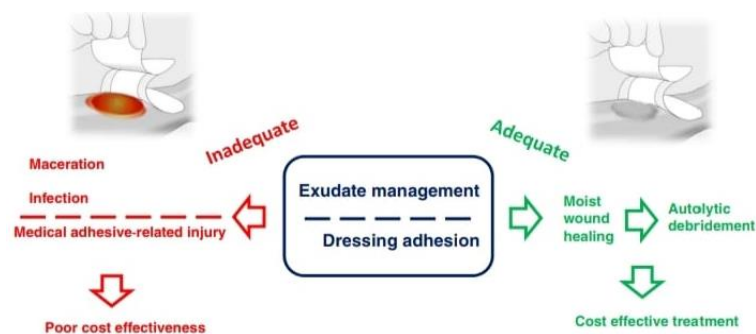 Inadequate
Adequate
Maceration
Infection
Medical adhesive-related injury
Poor cost effectiveness
Exudate management
Dressing adhesion
Moist
wound
healing
Autolytic
debridement
Cost effective treatment